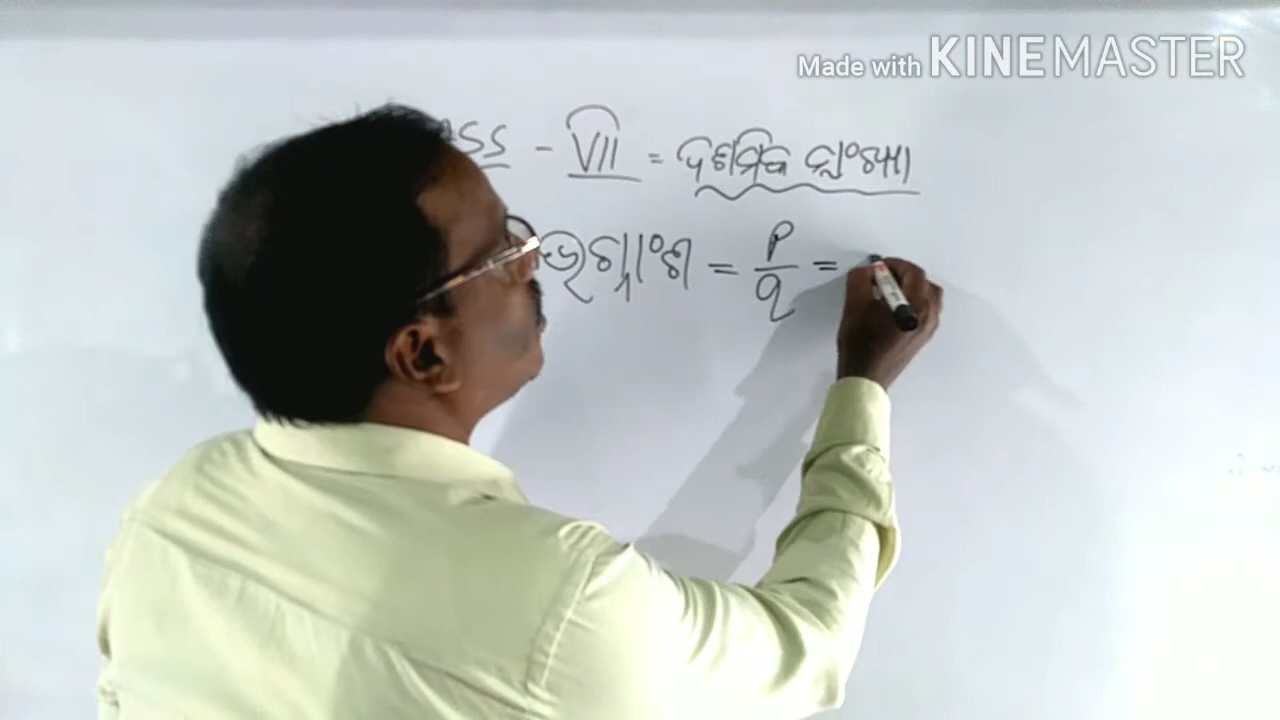 Made with KINEMASTER
ss - VII = ଦଶମିକ ସଂଖ୍ୟା
ଭଗ୍ନାଂଶ = p/q =